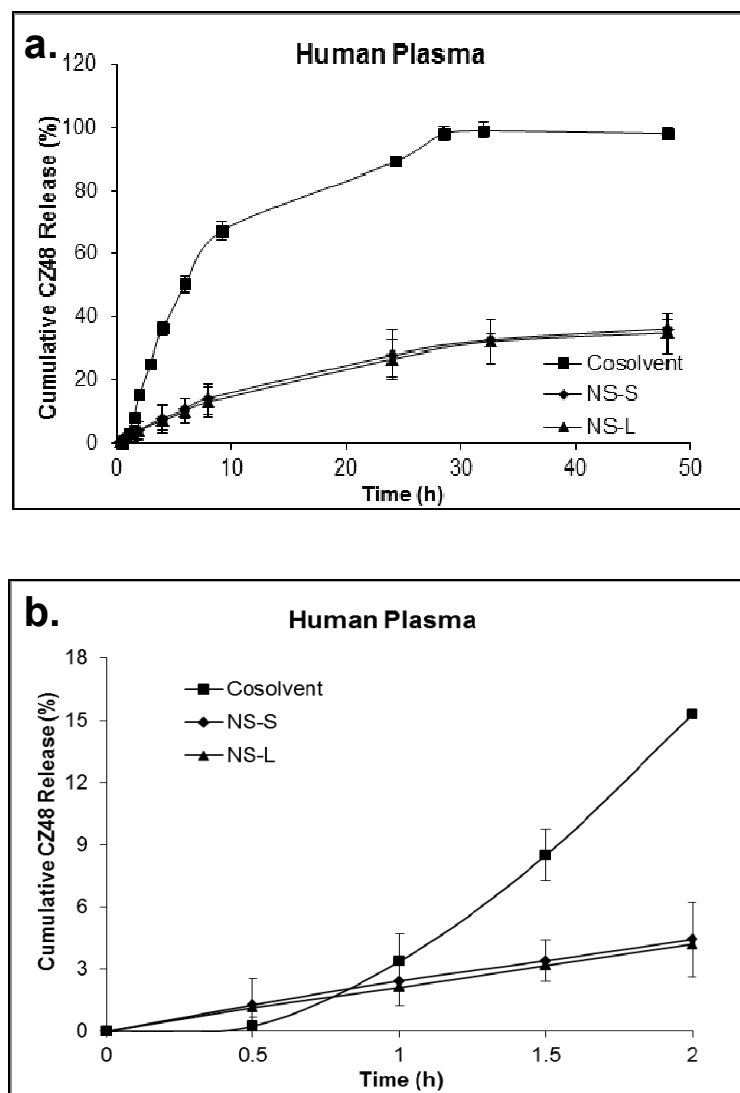 a.
Human Plasma
Cumulative CZ48 Release (%)
120
100
80
60
40
20
0
0
10
20
30
40
50
Time (h)
Cosolvent
NS-S
NS-L
b.
Human Plasma
Cumulative CZ48 Release (%)
18
15
12
9
6
3
0
0
0.5
1
1.5
2
Time (h)
Cosolvent
NS-S
NS-L